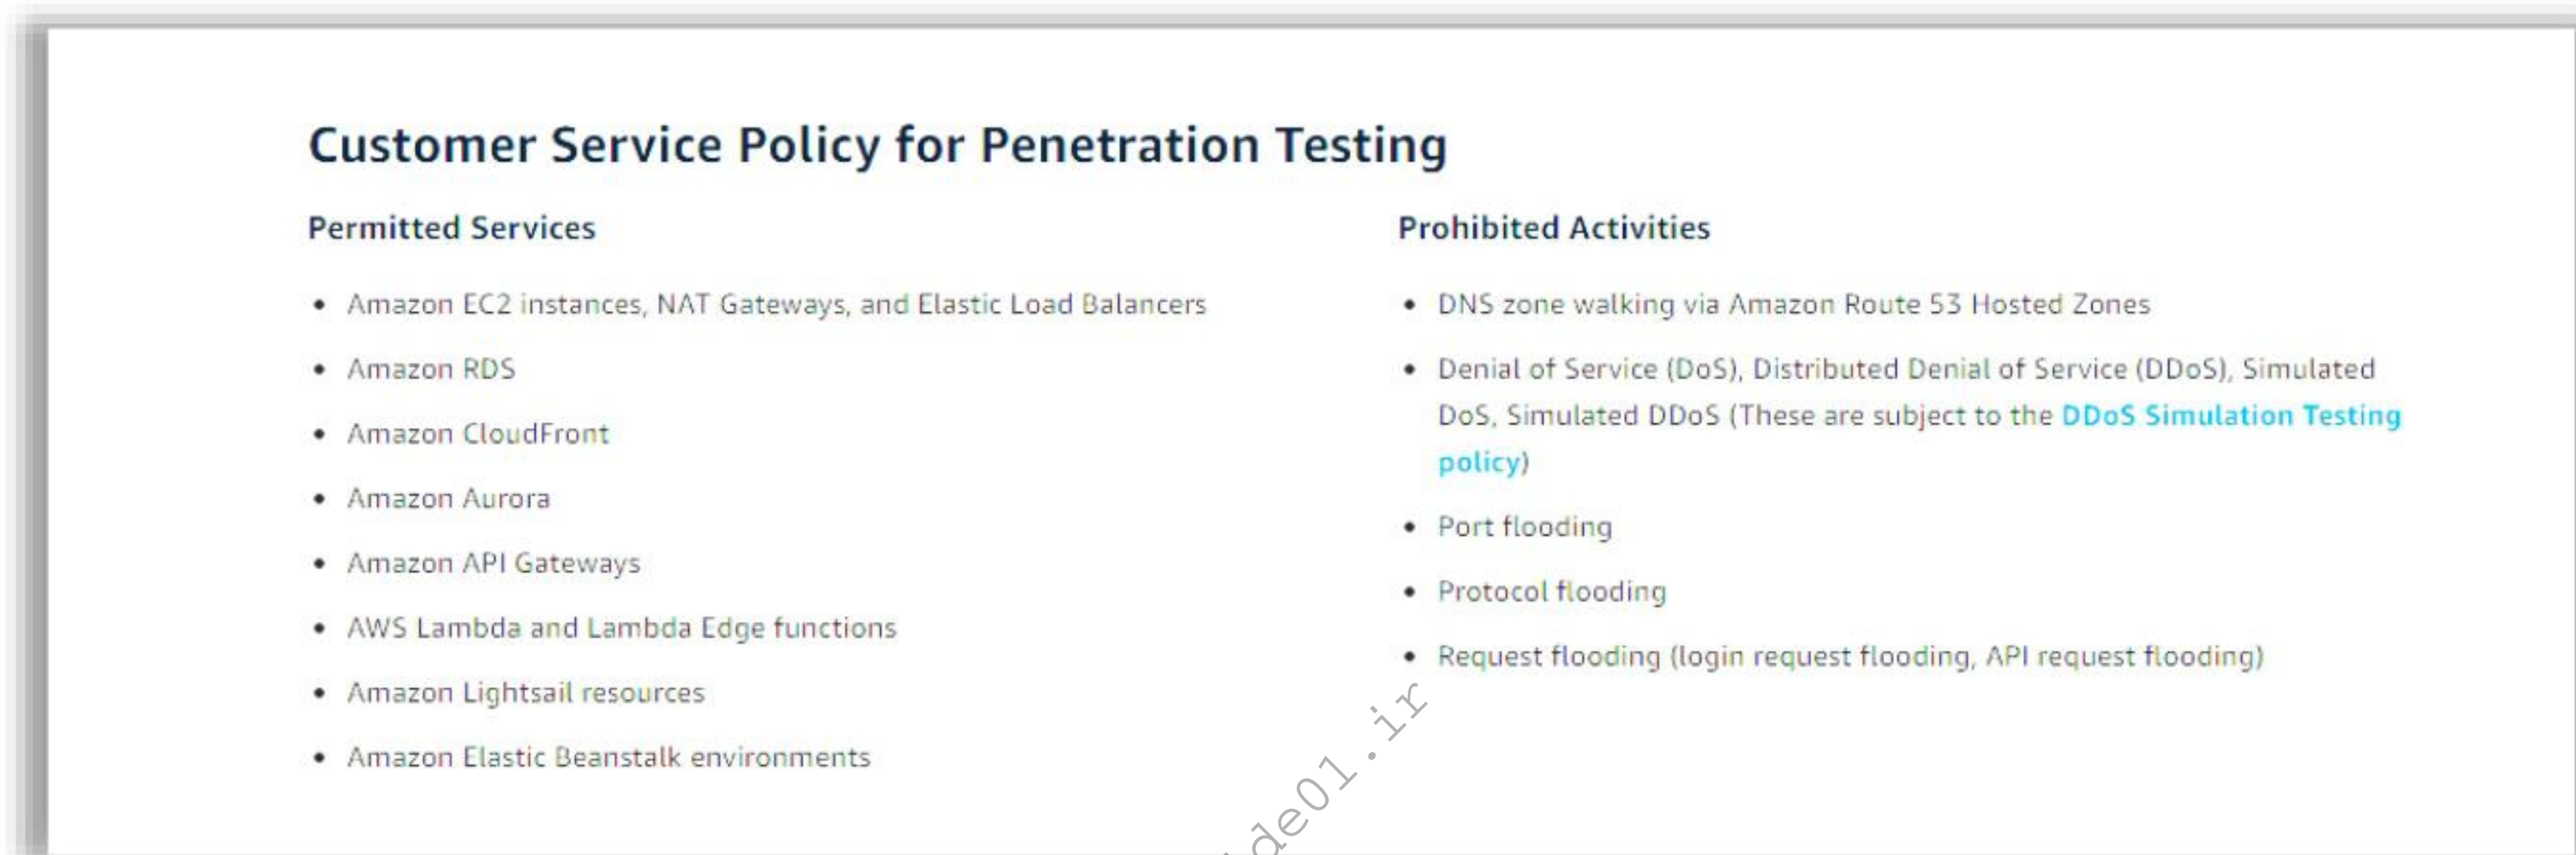 Customer Service Policy for Penetration Testing
Permitted Services
• Amazon EC2 instances, NAT Gateways, and Elastic Load Balancers
• Amazon RDS
• Amazon CloudFront
• Amazon Aurora
• Amazon API Gateways
• AWS Lambda and Lambda Edge functions
• Amazon Lightsail resources
• Amazon Elastic Beanstalk environments
Prohibited Activities
• DNS zone walking via Amazon Route 53 Hosted Zones
• Denial of Service (DoS), Distributed Denial of Service (DDoS), Simulated
DoS, Simulated DDoS (These are subject to the DDoS Simulation Testing
policy)
• Port flooding
• Protocol flooding
• Request flooding (login request flooding, API request flooding)